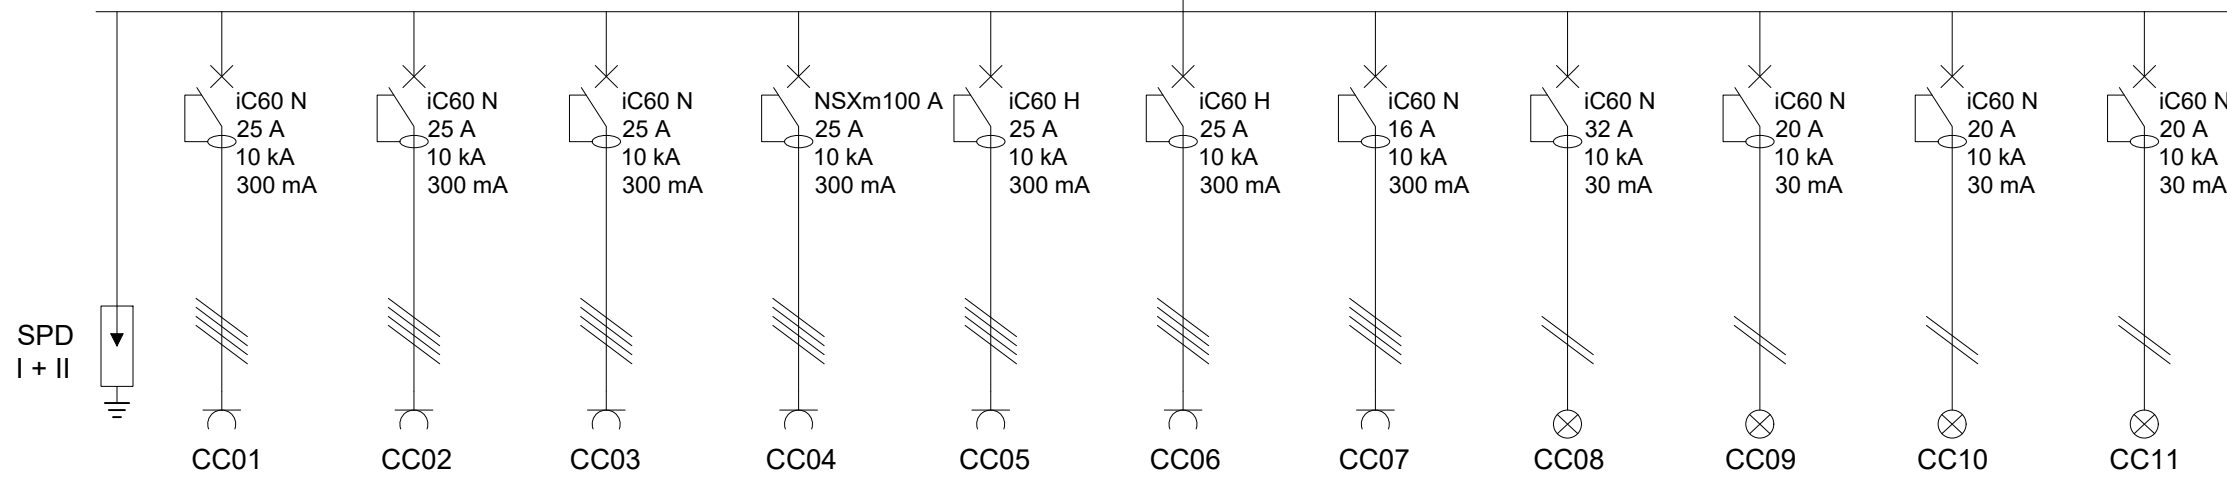 iC60 N
25 A
10 kA
300 mA
iC60 N
25 A
10 kA
300 mA
iC60 N
25 A
10 kA
300 mA
NSXm100 A
25 A
10 kA
300 mA
iC60 H
25 A
10 kA
300 mA
iC60 H
25 A
10 kA
300 mA
iC60 N
16 A
10 kA
300 mA
iC60 N
32 A
10 kA
30 mA
iC60 N
20 A
10 kA
30 mA
iC60 N
20 A
10 kA
30 mA
iC60 N
20 A
10 kA
30 mA
SPD
I + II
CC01
CC02
CC03
CC04
CC05
CC06
CC07
CC08
CC09
CC10
CC11